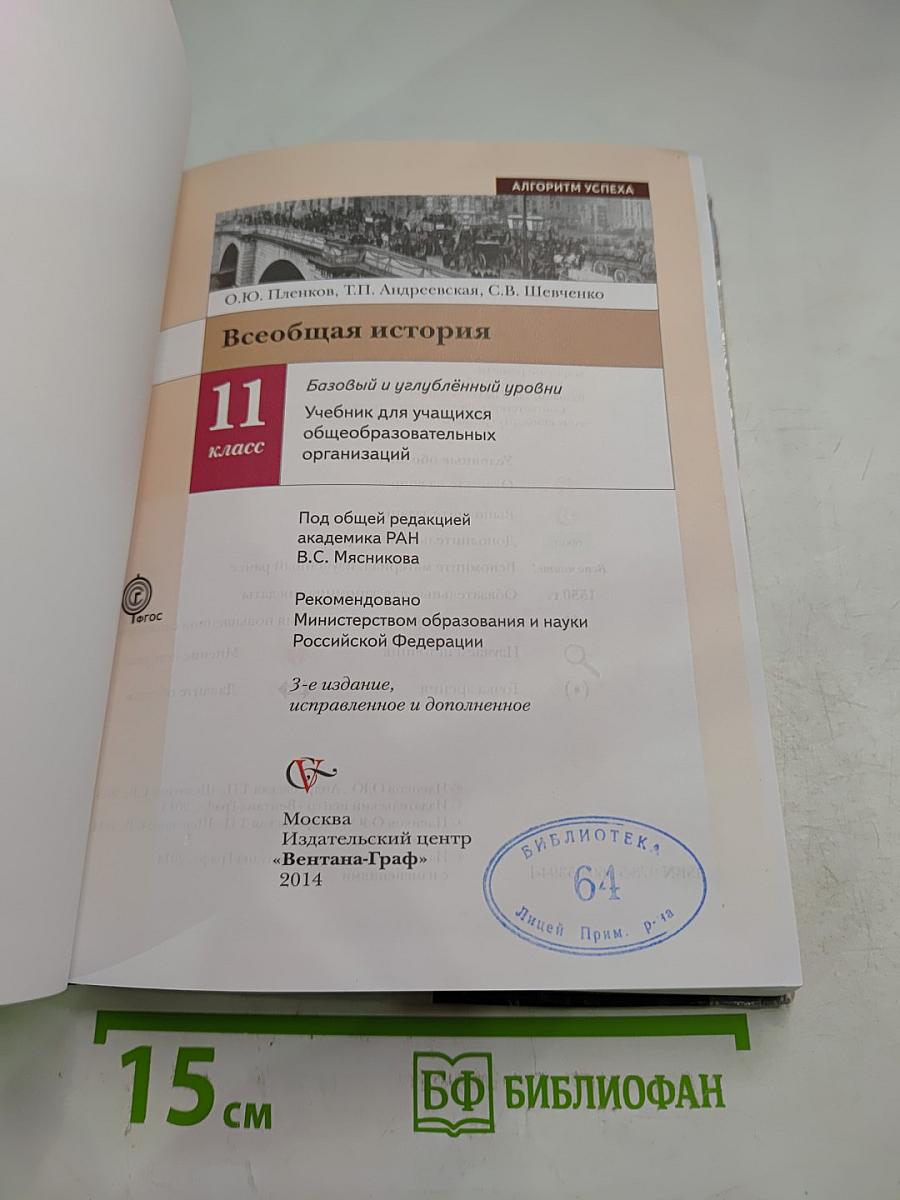 АЛГОРИТМ УСПЕХА
О.Ю. Пленков, Т.П. Андреевская, С.В. Шевченко
Всеобщая история
11
класс
Базовый и углублённый уровни
Учебник для учащихся
общеобразовательных
организаций
Под общей редакцией
академика РАН
В.С. Мясникова
ФГОС
Рекомендовано
Министерством образования и науки
Российской Федерации
3-е издание,
исправленное и дополненное
Москва
Издательский центр
«Вентана-Граф»
2014
БИБЛИОТЕКА
64
Лицей Прим. р-на
15 см
БФ БИБЛИОФАН